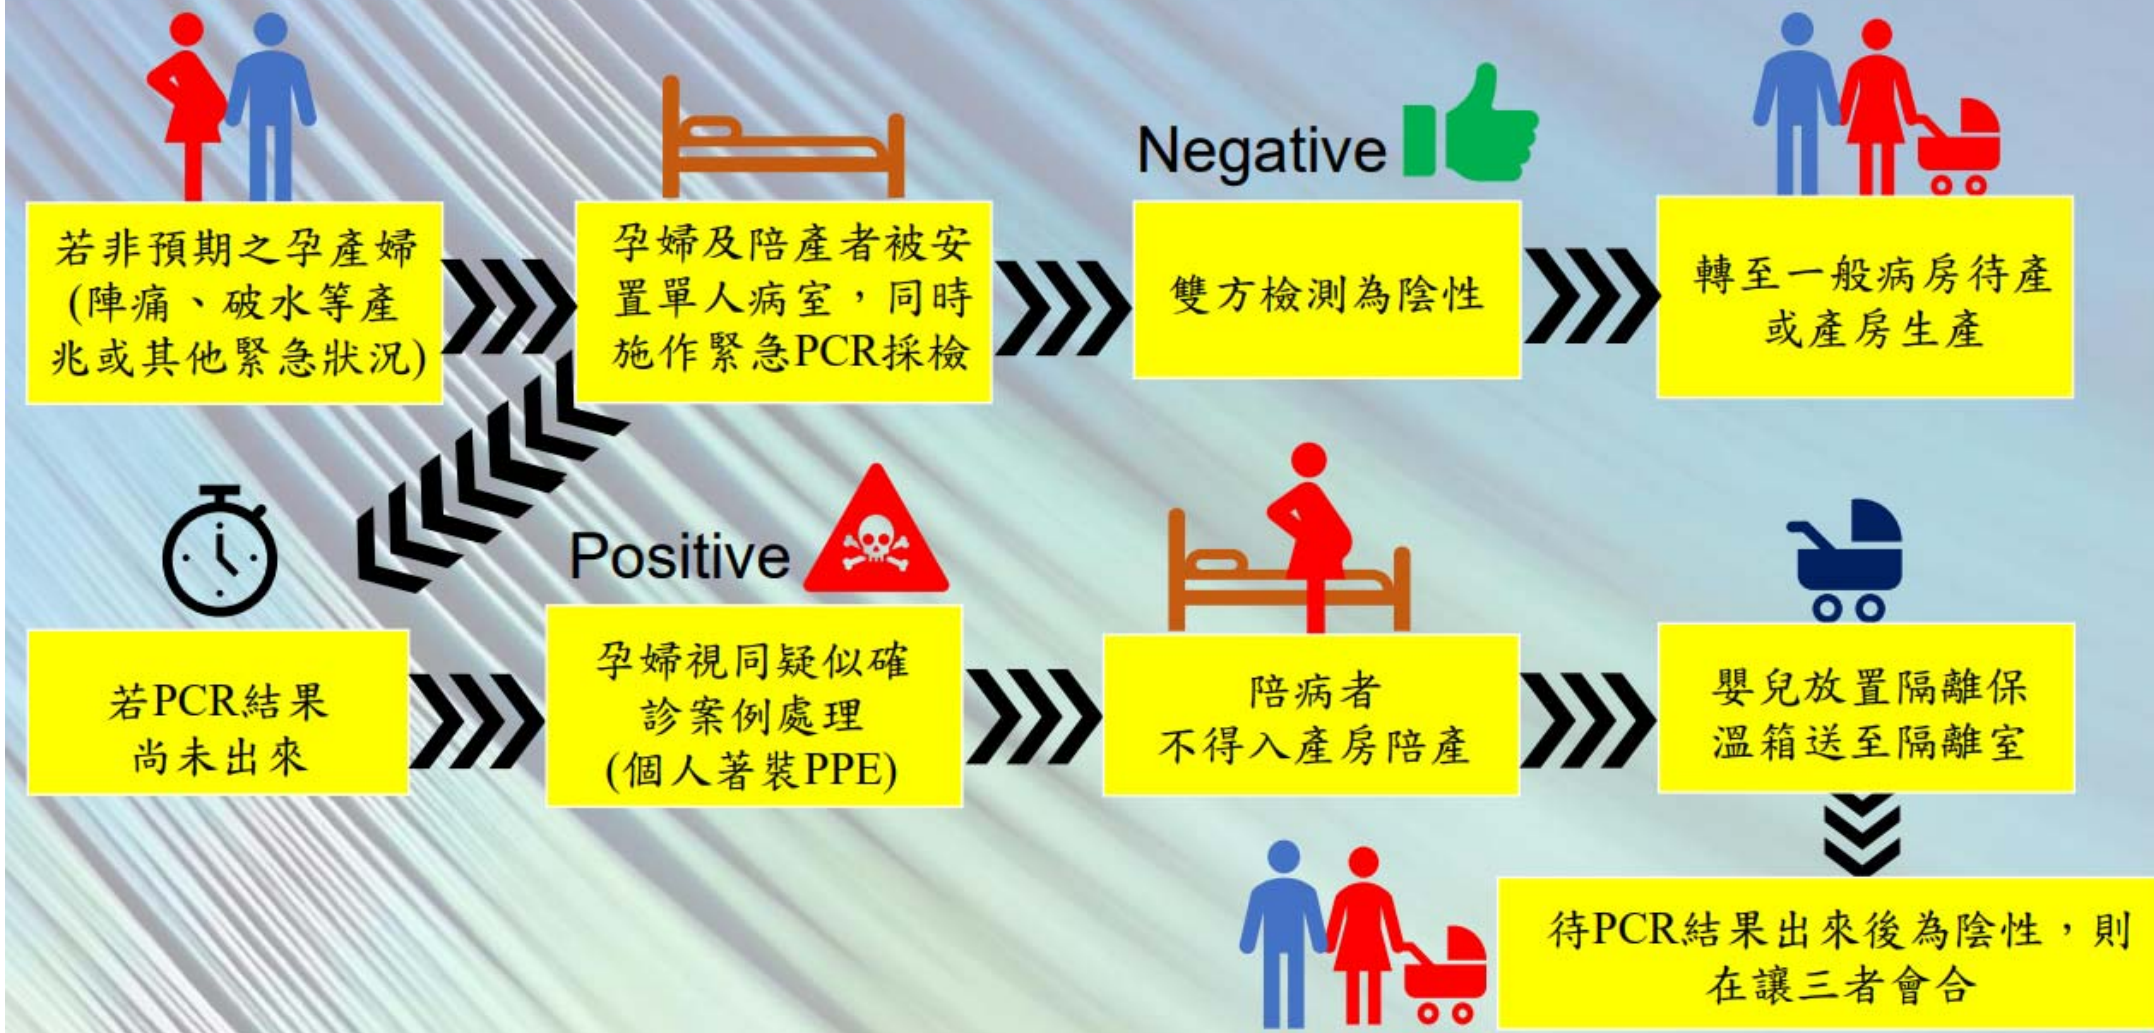 若非預期之孕產婦
(陣痛、破水等產
兆或其他緊急狀況)
孕婦及陪產者被安
置單人病室，同時
施作緊急PCR採檢
Negative
雙方檢測為陰性
轉至一般病房待產
或產房生產
若PCR結果
尚未出來
Positive
孕婦視同疑似確
診案例處理
(個人著裝PPE)
陪病者
不得入產房陪產
嬰兒放置隔離保
溫箱送至隔離室
待PCR結果出來後為陰性，則
在讓三者會合